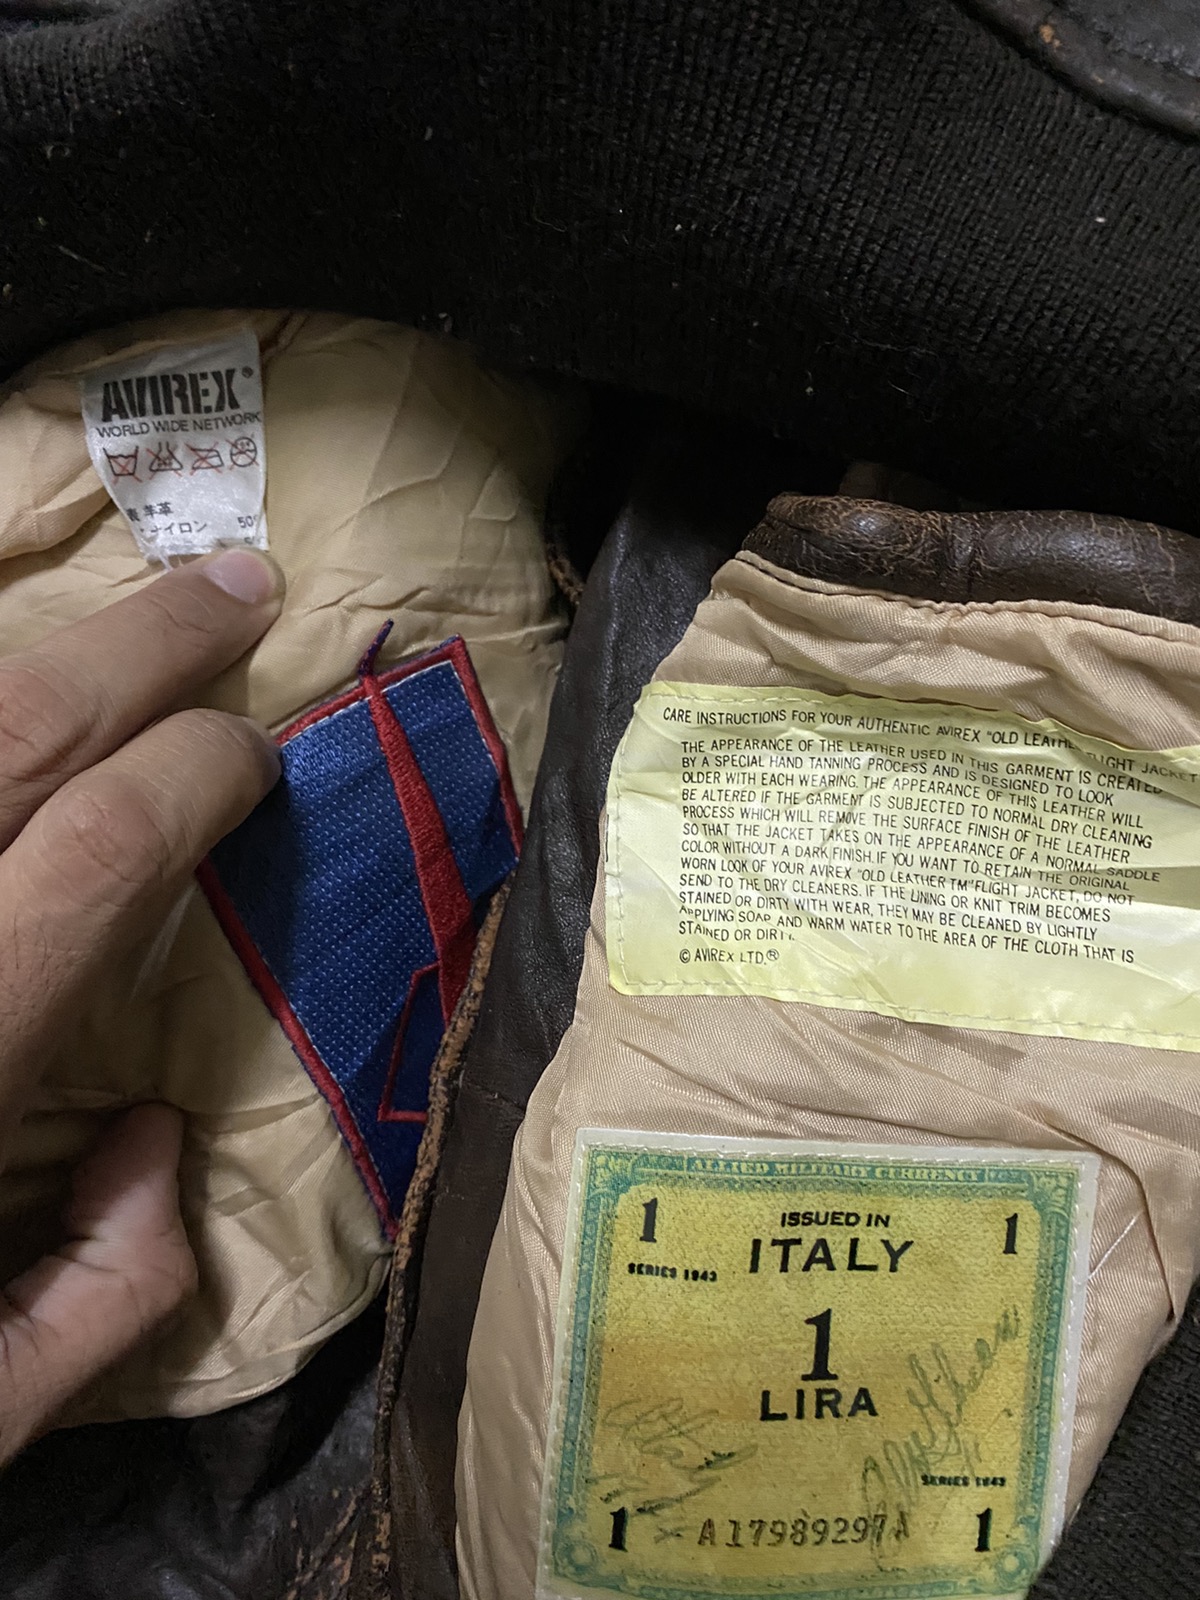 AVIREX®
WORLD WIDE NETWORK
表 羊革
ナイロン 50
CARE INSTRUCTIONS FOR YOUR AUTHENTIC AVIREX "OLD LEATHER FLIGHT JACKET
THE APPEARANCE OF THE LEATHER USED IN THIS GARMENT IS CREATED
BY A SPECIAL HAND TANNING PROCESS AND IS DESIGNED TO LOOK
OLDER WITH EACH WEARING. THE APPEARANCE OF THIS LEATHER WILL
BE ALTERED IF THE GARMENT IS SUBJECTED TO NORMAL DRY CLEANING
PROCESS WHICH WILL REMOVE THE SURFACE FINISH OF THE LEATHER
SO THAT THE JACKET TAKES ON THE APPEARANCE OF A NORMAL SADDLE
COLOR WITHOUT A DARK FINISH. IF YOU WANT TO RETAIN THE ORIGINAL
WORN LOOK OF YOUR AVIREX "OLD LEATHER TM" FLIGHT JACKET, DO NOT
SEND TO THE DRY CLEANERS. IF THE LINING OR KNIT TRIM BECOMES
STAINED OR DIRTY WITH WEAR, THEY MAY BE CLEANED BY LIGHTLY
APPLYING SOAP AND WARM WATER TO THE AREA OF THE CLOTH THAT IS
STAINED OR DIRTY.
© AVIREX LTD.®
ALLIED MILITARY CURRENCY
1 ISSUED IN 1
ITALY
SERIES 1943
1
LIRA
SERIES 1943
1 A17989297A 1